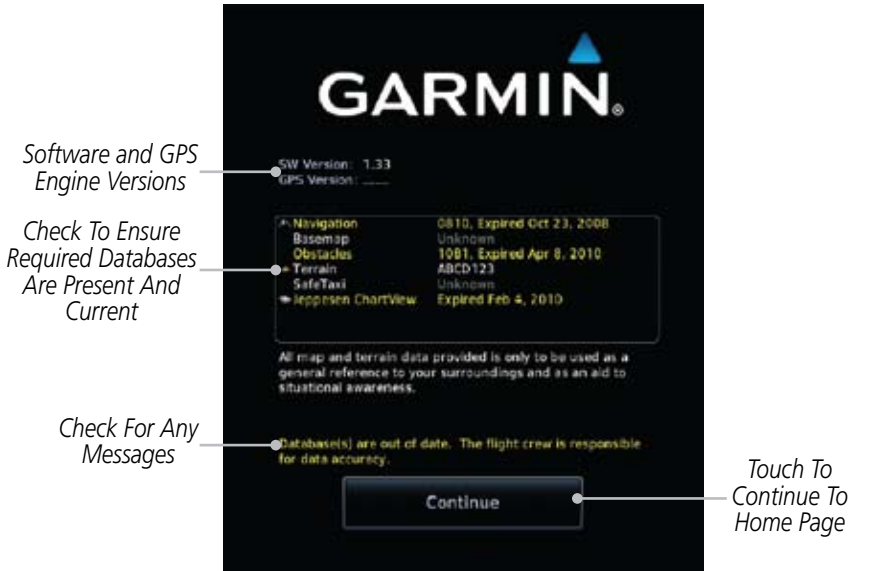 GARMIN®
Software and GPS
Engine Versions
SW Version: 1.33
GPS Version: ____
Check To Ensure
Required Databases
Are Present And
Current
Navigation 0810, Expired Oct 23, 2008
Basemap Unknown
Obstacles 1081, Expired Apr 8, 2010
Terrain ABCD123
SafeTaxi Unknown
Jeppesen ChartView Expired Feb 4, 2010
All map and terrain data provided is only to be used as a
general reference to your surroundings and as an aid to
situational awareness.
Check For Any
Messages
Database(s) are out of date. The flight crew is responsible
for data accuracy.
Continue
Touch To
Continue To
Home Page